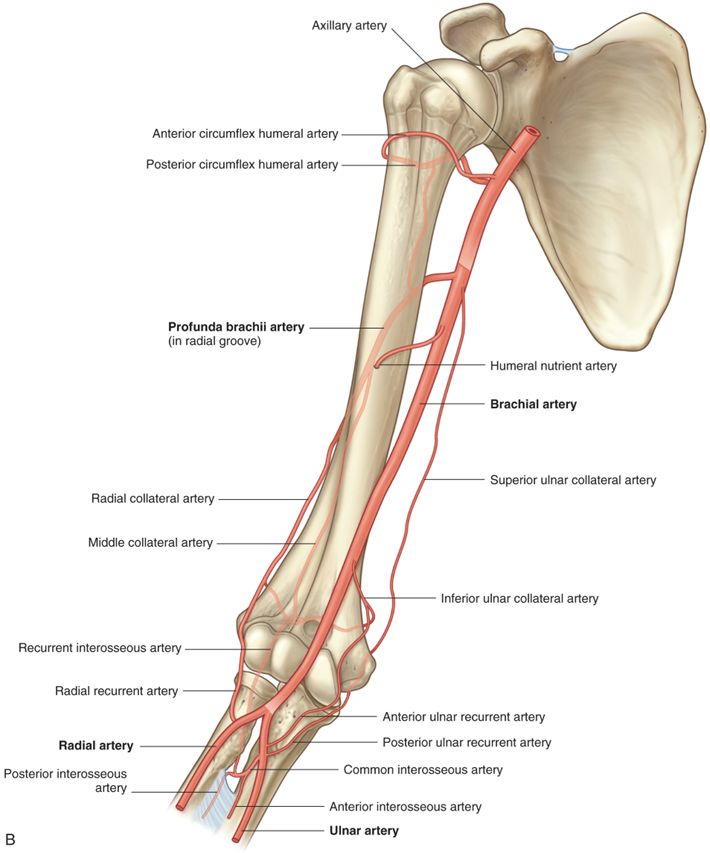 Axillary artery
Anterior circumflex humeral artery
Posterior circumflex humeral artery
Profunda brachii artery
(in radial groove)
Humeral nutrient artery
Brachial artery
Superior ulnar collateral artery
Radial collateral artery
Middle collateral artery
Inferior ulnar collateral artery
Recurrent interosseous artery
Radial recurrent artery
Anterior ulnar recurrent artery
Radial artery
Posterior ulnar recurrent artery
Posterior interosseous
artery
Common interosseous artery
Anterior interosseous artery
Ulnar artery
B